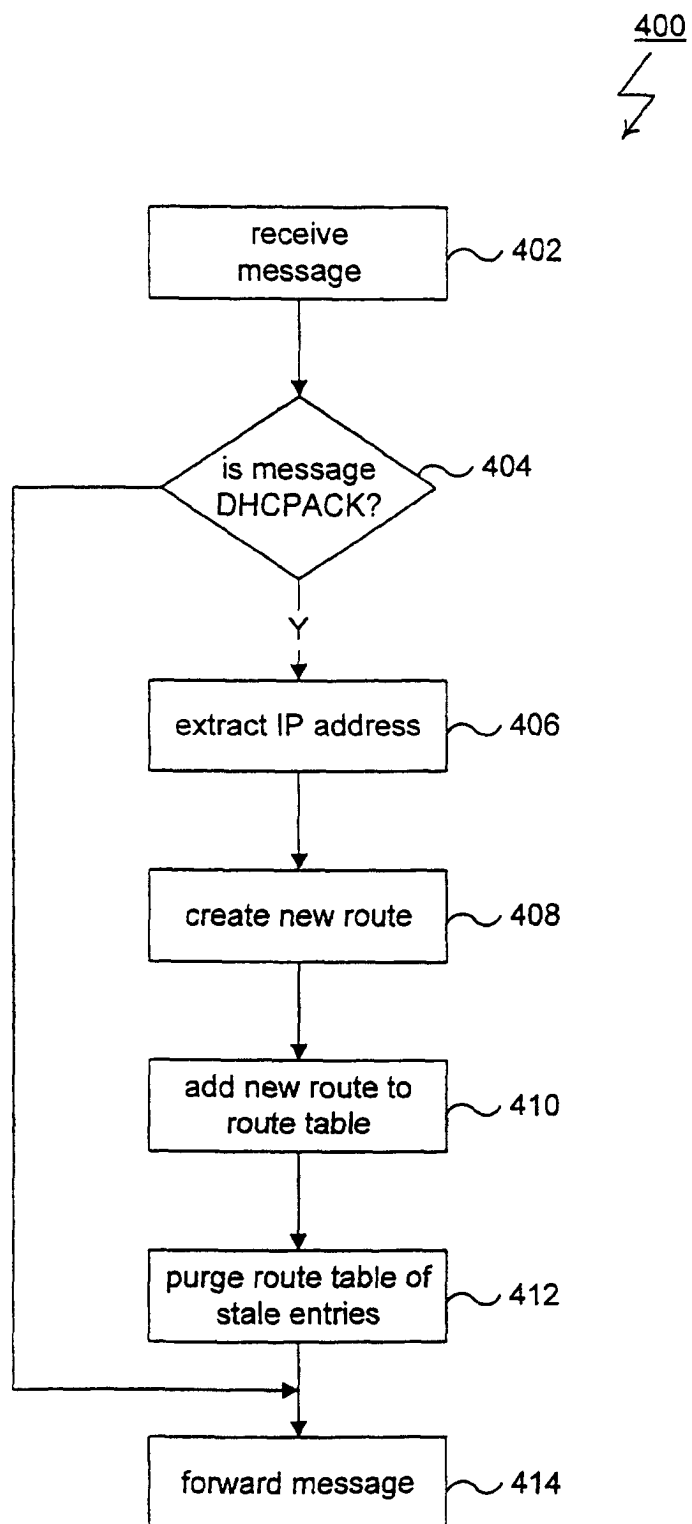 400
receive
message
402
is message
DHCPACK?
404
Y
extract IP address
406
create new route
408
add new route to
route table
410
purge route table of
stale entries
412
forward message
414